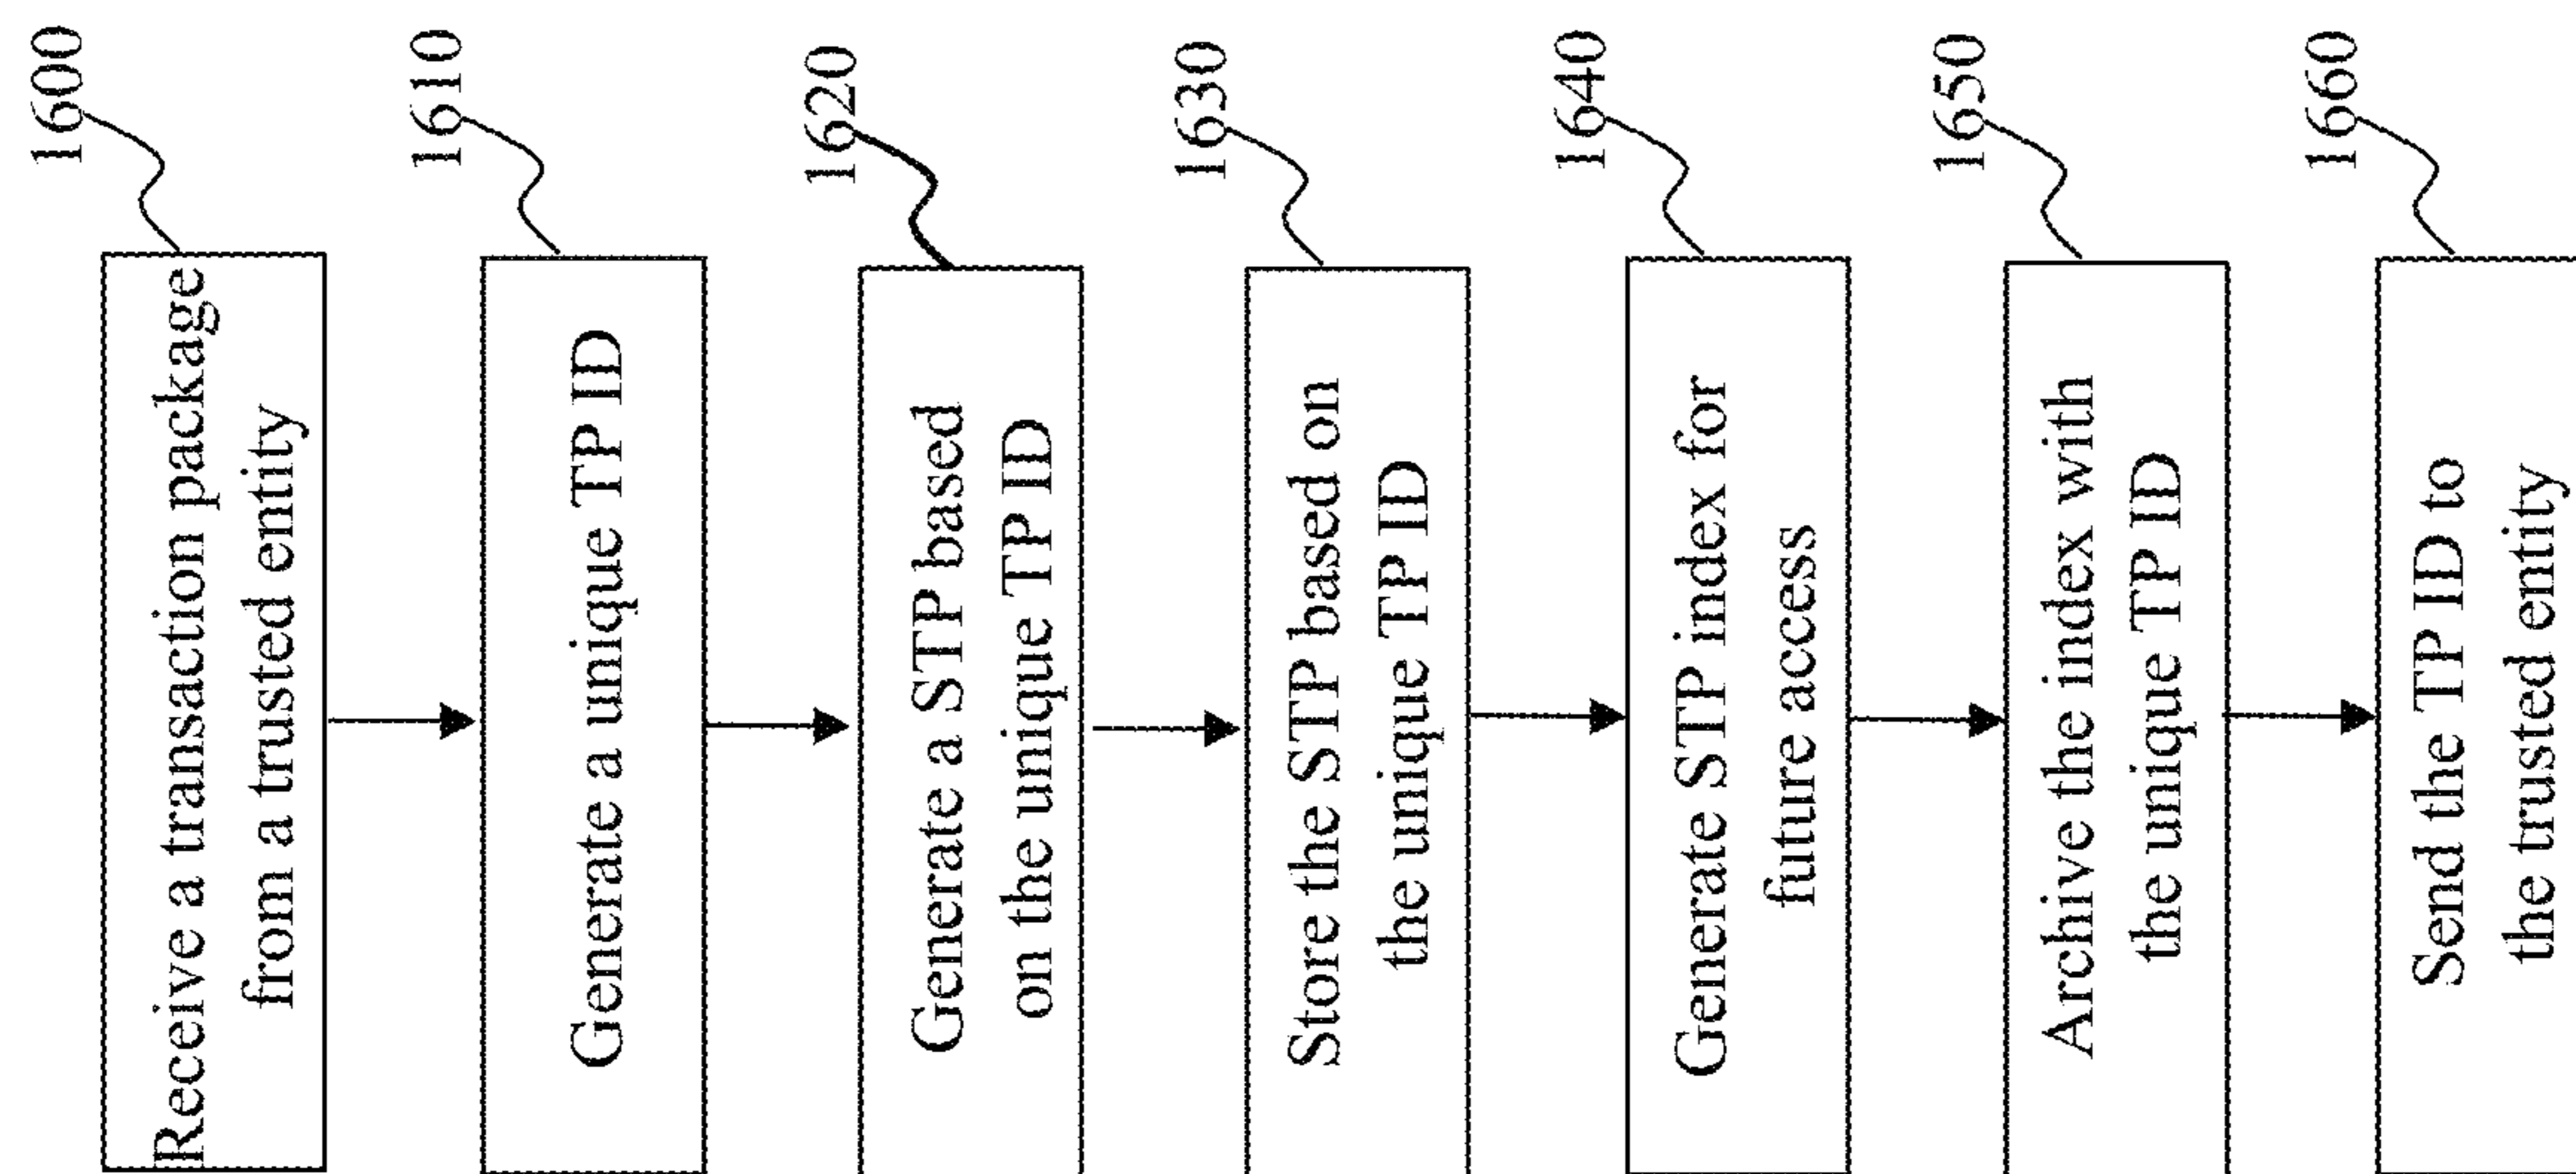 1600
Receive a transaction package
from a trusted entity
1610
Generate a unique TP ID
1620
Generate a STP based
on the unique TP ID
1630
Store the STP based on
the unique TP ID
1640
Generate STP index for
future access
1650
Archive the index with
the unique TP ID
1660
Send the TP ID to
the trusted entity